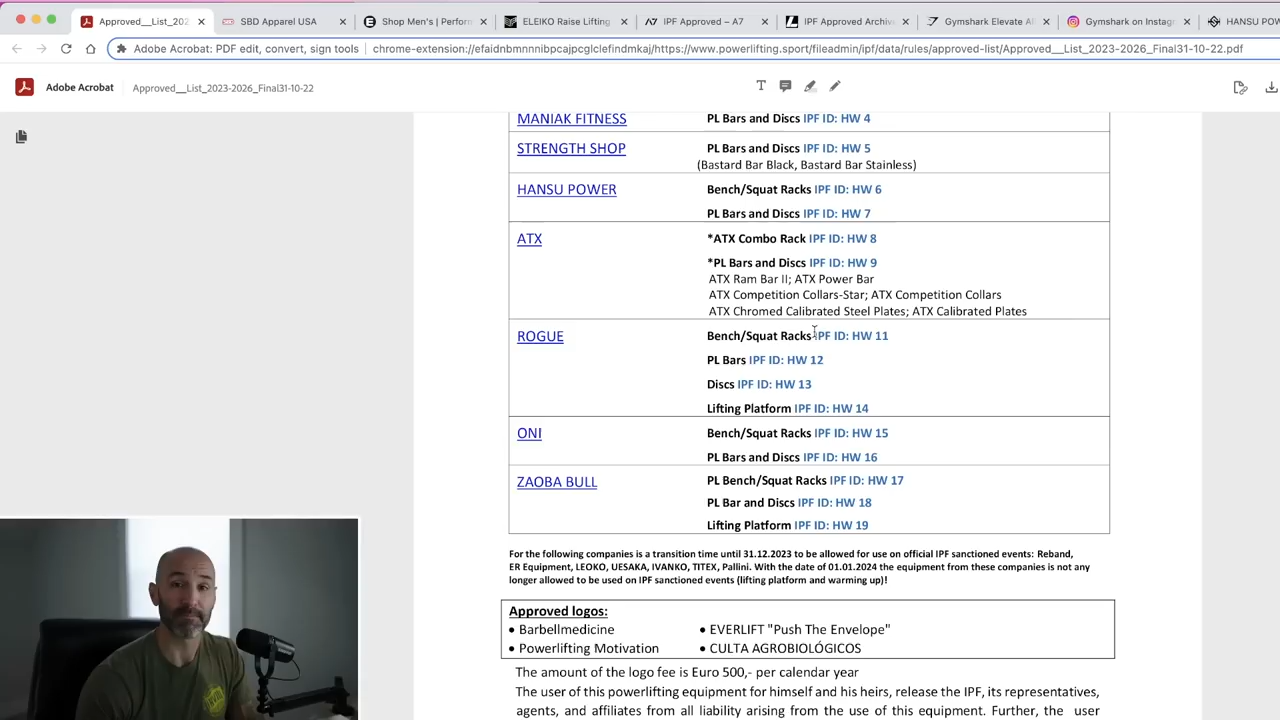 Approved__List_202
SBD Apparel USA
Shop Men's | Perform
ELEIKO Raise Lifting
IPF Approved – A7
IPF Approved Archive
Gymshark Elevate A
Gymshark on Instag
HANSU POW
Adobe Acrobat: PDF edit, convert, sign tools
chrome-extension://efaidnbmnnnibpcajpcglclefindmkaj/https://www.powerlifting.sport/fileadmin/ipf/data/rules/approved-list/Approved__List_2023-2026_Final31-10-22.pdf
Adobe Acrobat
Approved__List_2023-2026_Final31-10-22
MANIAK FITNESS
PL Bars and Discs IPF ID: HW 4
STRENGTH SHOP
PL Bars and Discs IPF ID: HW 5
(Bastard Bar Black, Bastard Bar Stainless)
HANSU POWER
Bench/Squat Racks IPF ID: HW 6
PL Bars and Discs IPF ID: HW 7
ATX
*ATX Combo Rack IPF ID: HW 8
*PL Bars and Discs IPF ID: HW 9
ATX Ram Bar II; ATX Power Bar
ATX Competition Collars-Star; ATX Competition Collars
ATX Chromed Calibrated Steel Plates; ATX Calibrated Plates
ROGUE
Bench/Squat Racks IPF ID: HW 11
PL Bars IPF ID: HW 12
Discs IPF ID: HW 13
Lifting Platform IPF ID: HW 14
ONI
Bench/Squat Racks IPF ID: HW 15
PL Bars and Discs IPF ID: HW 16
ZAOBA BULL
PL Bench/Squat Racks IPF ID: HW 17
PL Bar and Discs IPF ID: HW 18
Lifting Platform IPF ID: HW 19
For the following companies is a transition time until 31.12.2023 to be allowed for use on official IPF sanctioned events: Reband,
ER Equipment, LEOKO, UESAKA, IVANKO, TITEX, Pallini. With the date of 01.01.2024 the equipment from these companies is not any
longer allowed to be used on IPF sanctioned events (lifting platform and warming up)!
Approved logos:
• Barbellmedicine
• EVERLIFT "Push The Envelope"
• Powerlifting Motivation
• CULTA AGROBIOLÓGICOS
The amount of the logo fee is Euro 500,- per calendar year
The user of this powerlifting equipment for himself and his heirs, release the IPF, its representatives,
agents, and affiliates from all liability arising from the use of this equipment. Further, the user